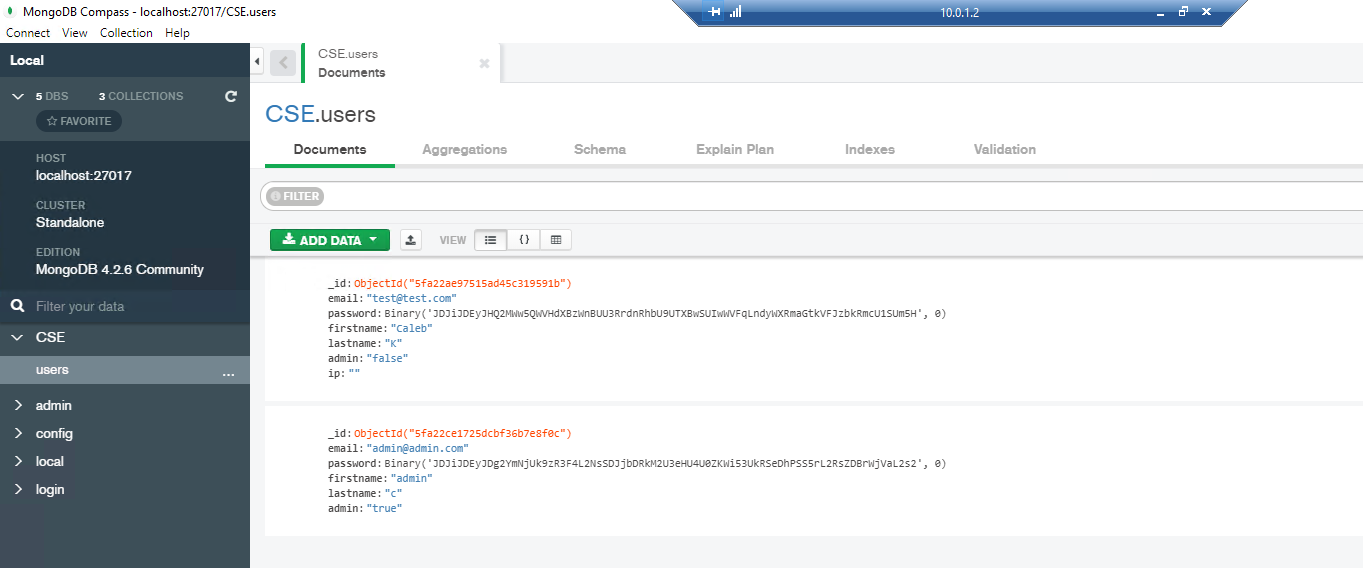 MongoDB Compass - localhost:27017/CSE.users
10.0.1.2
Connect View Collection Help
Local
5 DBS 3 COLLECTIONS
FAVORITE
HOST
localhost:27017
CLUSTER
Standalone
EDITION
MongoDB 4.2.6 Community
Filter your data
CSE
users
...
admin
config
local
login
CSE.users
Documents
CSE.users
Documents Aggregations Schema Explain Plan Indexes Validation
FILTER
ADD DATA VIEW {}
_id: ObjectId("5fa22ae97515ad45c319591b")
email: "test@test.com"
password: Binary('JDJiJDEyJHQ2MWw5QWVHdXBzWnBUU3RrdnRhbU9UTXBwSUIwWVFqLndyWXRmaGtkVFJzbkRmcU1SUm5H', 0)
firstname: "Caleb"
lastname: "K"
admin: "false"
ip: ""
_id: ObjectId("5fa22ce1725dcbf36b7e8f0c")
email: "admin@admin.com"
password: Binary('JDJiJDEyJDg2YmNjUk9zR3F4L2NsSDJjbDRkM2U3eHU4U0ZKWi53UkRSeDhPSS5rL2RsZDBrWjVaL2s2', 0)
firstname: "admin"
lastname: "c"
admin: "true"